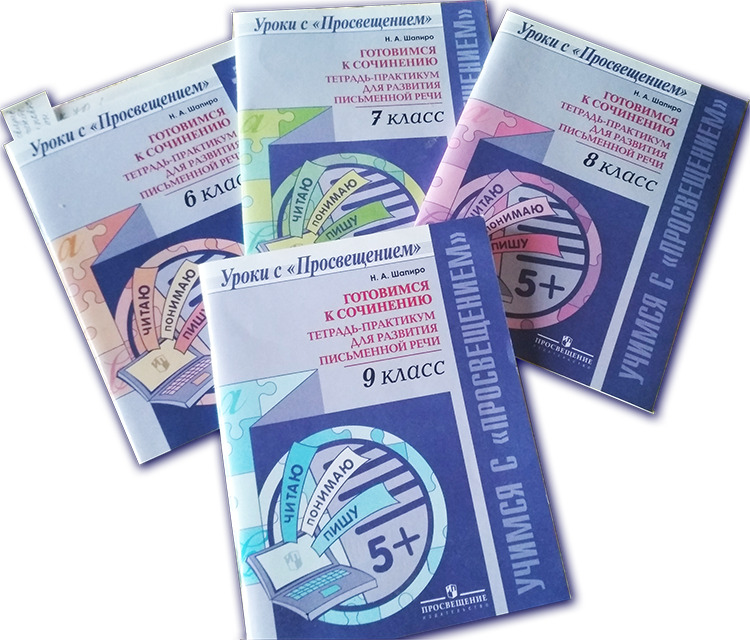 Уроки с «Просвещением»
Н. А. Шапиро
ГОТОВИМСЯ
К СОЧИНЕНИЮ
ТЕТРАДЬ-ПРАКТИКУМ
ДЛЯ РАЗВИТИЯ
ПИСЬМЕННОЙ РЕЧИ
6 класс
ЧИТАЮ
ПОНИМАЮ
ПИШУ
Уроки с «Просвещением»
Н. А. Шапиро
ГОТОВИМСЯ
К СОЧИНЕНИЮ
ТЕТРАДЬ-ПРАКТИКУМ
ДЛЯ РАЗВИТИЯ
ПИСЬМЕННОЙ РЕЧИ
7 класс
ЧИТАЮ
ПОНИМАЮ
ПИШУ
Уроки с «Просвещением»
Н. А. Шапиро
ГОТОВИМСЯ
К СОЧИНЕНИЮ
ТЕТРАДЬ-ПРАКТИКУМ
ДЛЯ РАЗВИТИЯ
ПИСЬМЕННОЙ РЕЧИ
8 класс
ЧИТАЮ
ПОНИМАЮ
ПИШУ
5+
ПРОСВЕЩЕНИЕ
ИЗДАТЕЛЬСТВО
УЧИМСЯ С «ПРОСВЕЩЕНИЕМ»
Уроки с «Просвещением»
Н. А. Шапиро
ГОТОВИМСЯ
К СОЧИНЕНИЮ
ТЕТРАДЬ-ПРАКТИКУМ
ДЛЯ РАЗВИТИЯ
ПИСЬМЕННОЙ РЕЧИ
9 класс
ЧИТАЮ
ПОНИМАЮ
ПИШУ
5+
ПРОСВЕЩЕНИЕ
ИЗДАТЕЛЬСТВО
УЧИМСЯ С «ПРОСВЕЩЕНИЕМ»